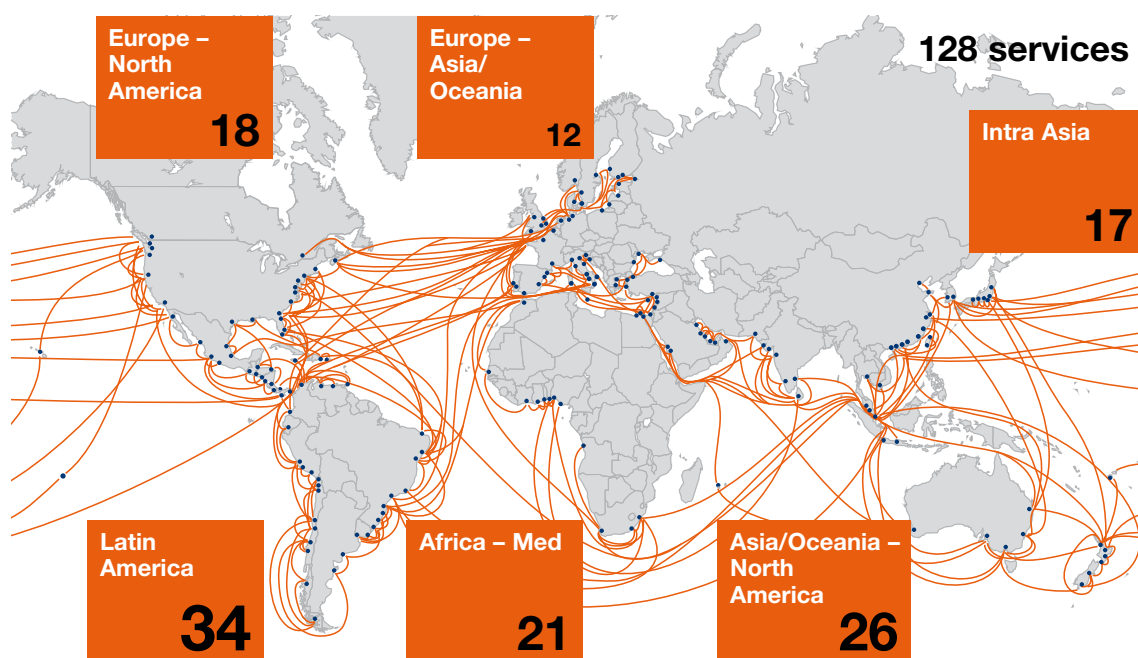 Europe –
North
America
18
Europe –
Asia/
Oceania
12
128 services
Intra Asia
17
Latin
America
34
Africa – Med
21
Asia/Oceania –
North
America
26